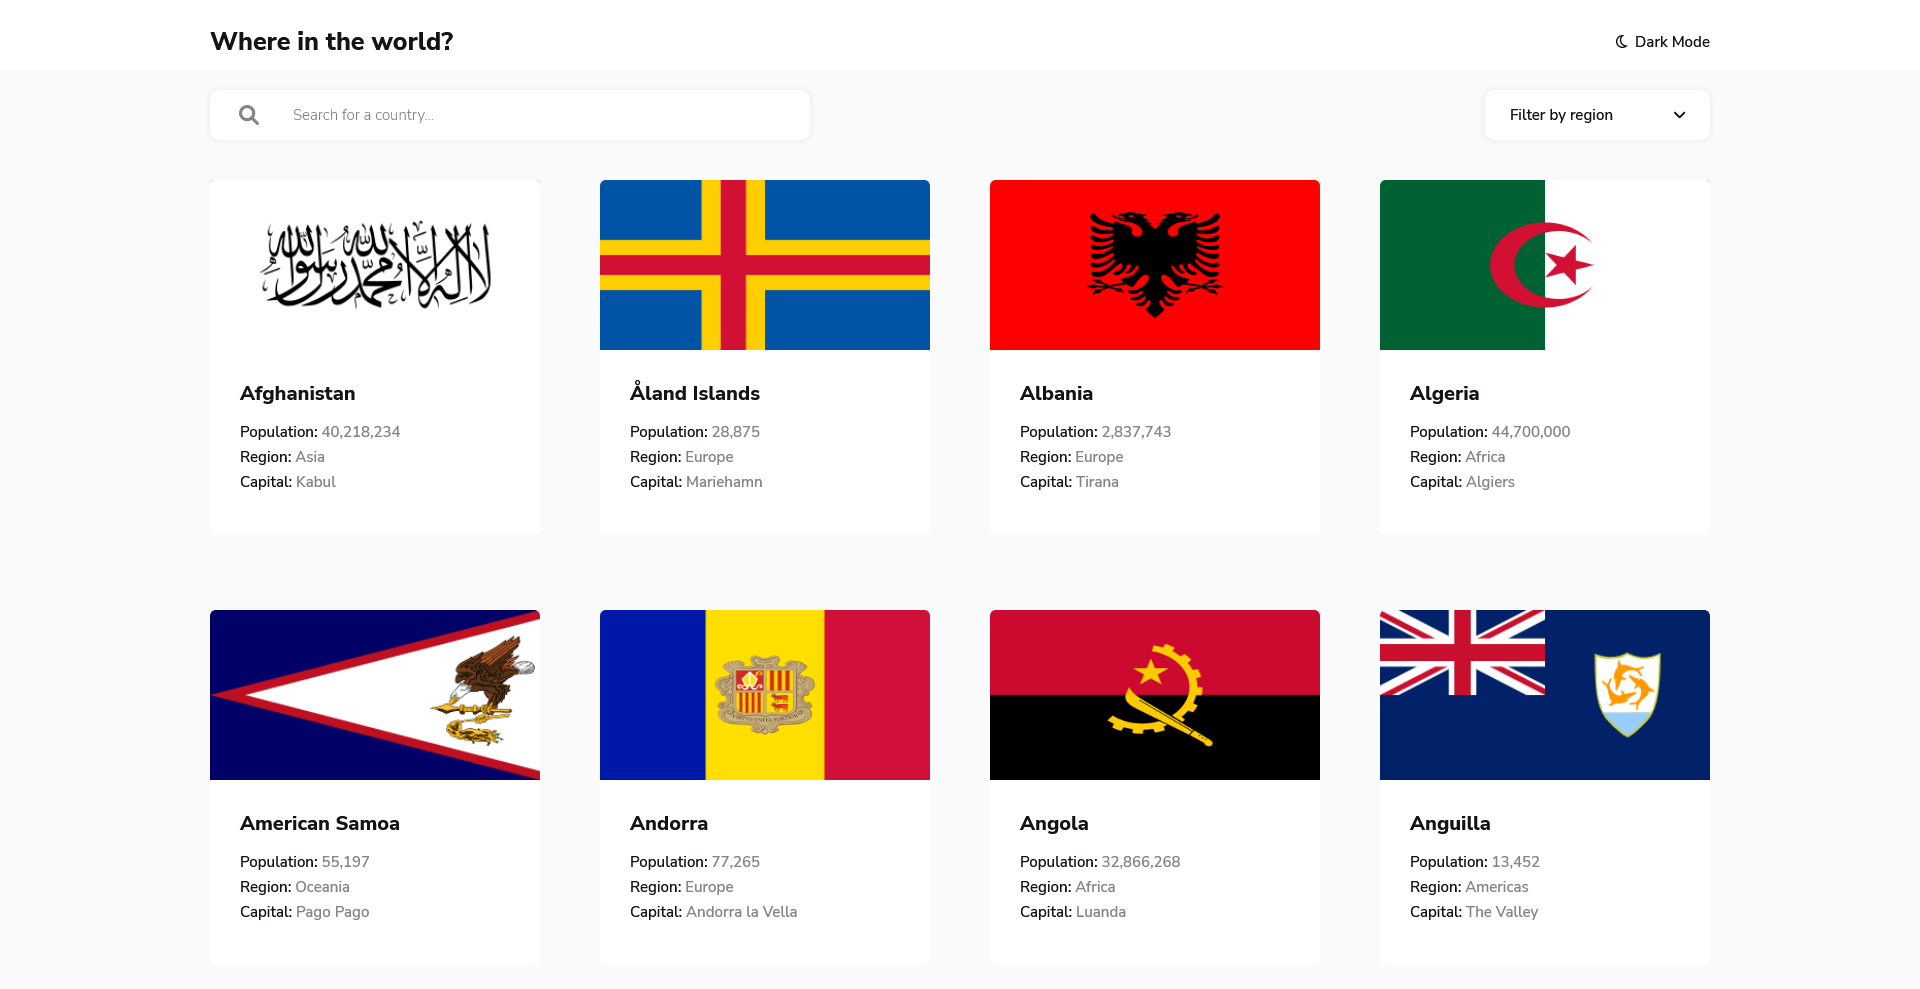 Where in the world?
Dark Mode
Search for a country...
Filter by region
لا إله إلا الله محمد رسول الله
Afghanistan
Population: 40,218,234
Region: Asia
Capital: Kabul
Åland Islands
Population: 28,875
Region: Europe
Capital: Mariehamn
Albania
Population: 2,837,743
Region: Europe
Capital: Tirana
Algeria
Population: 44,700,000
Region: Africa
Capital: Algiers
American Samoa
Population: 55,197
Region: Oceania
Capital: Pago Pago
Andorra
Population: 77,265
Region: Europe
Capital: Andorra la Vella
Angola
Population: 32,866,268
Region: Africa
Capital: Luanda
Anguilla
Population: 13,452
Region: Americas
Capital: The Valley